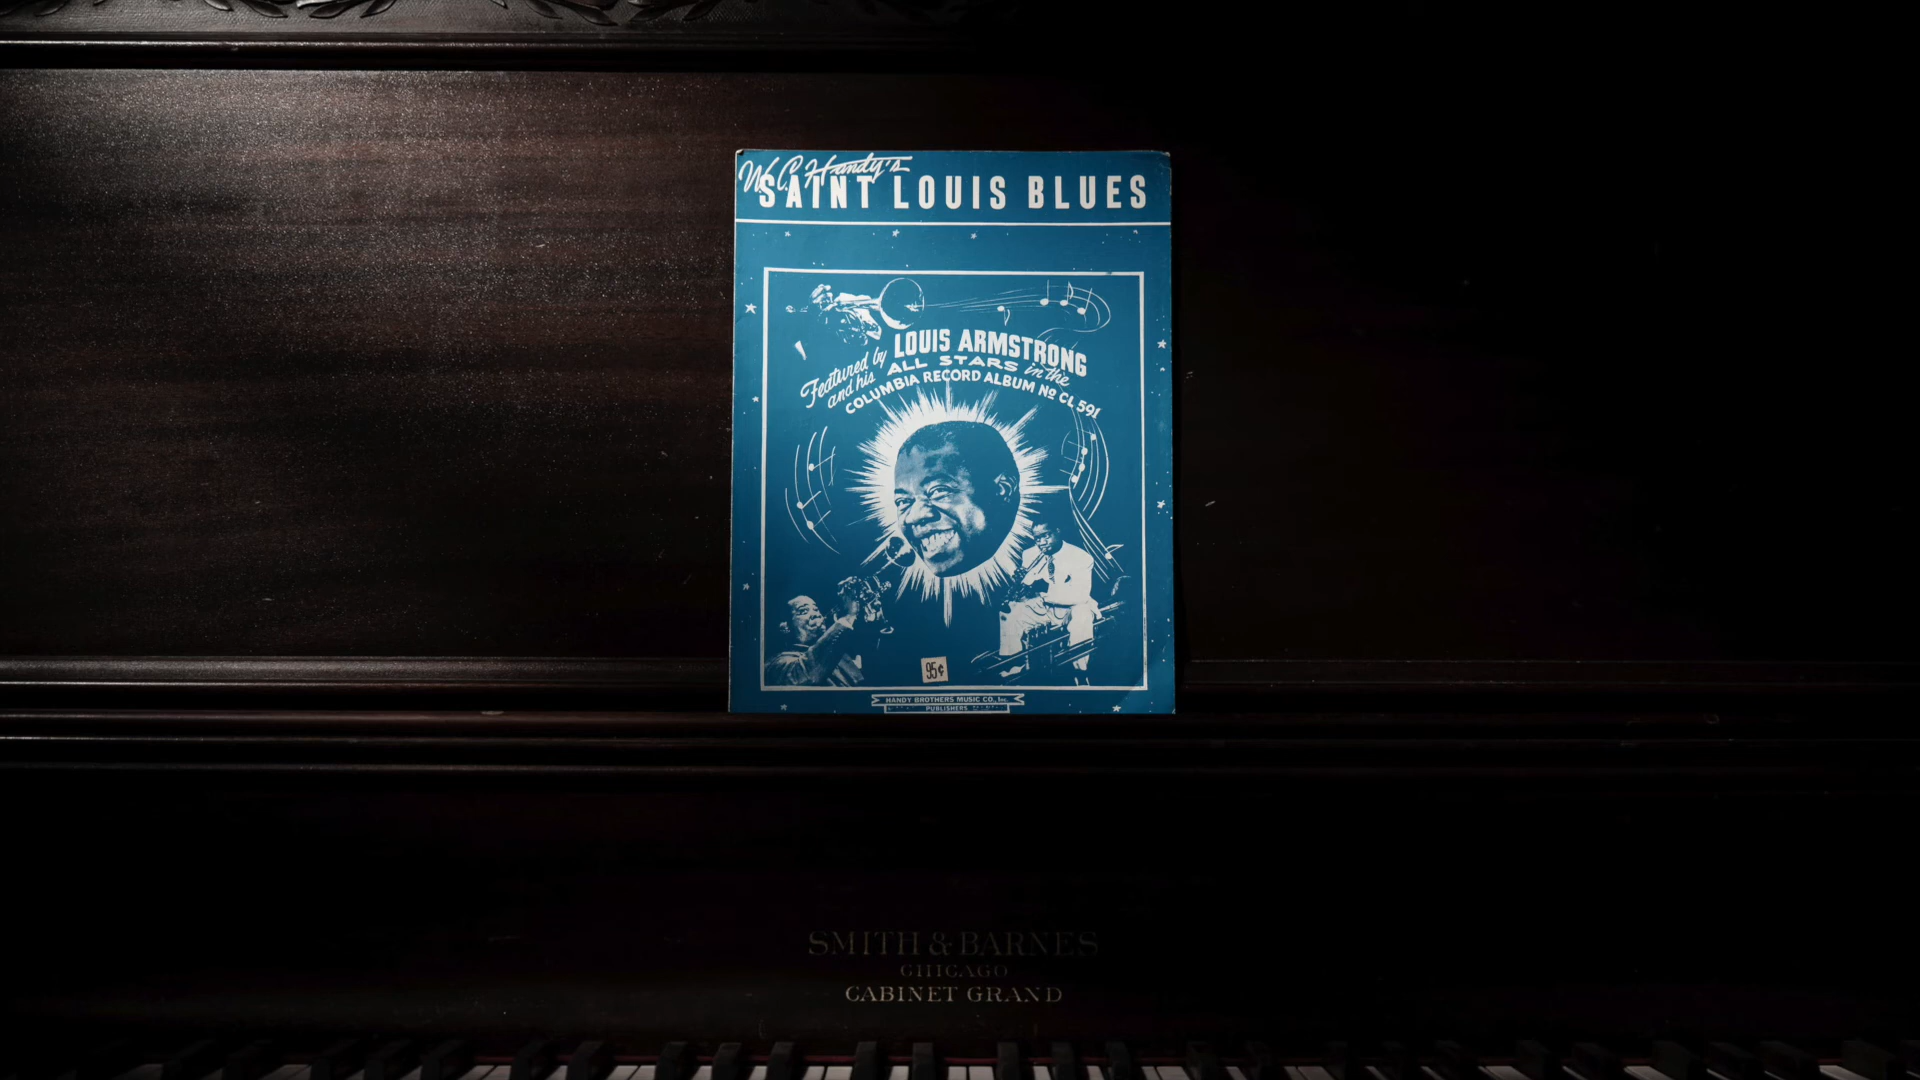 W. C. Handy's
SAINT LOUIS BLUES
Featured by LOUIS ARMSTRONG
and his ALL STARS in the
COLUMBIA RECORD ALBUM No CL 591
95¢
HANDY BROTHERS MUSIC CO., Inc.
PUBLISHERS
SMITH & BARNES
CHICAGO
CABINET GRAND